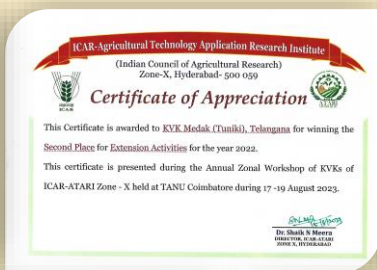 ICAR-Agricultural Technology Application Research Institute
(Indian Council of Agricultural Research)
Zone-X, Hyderabad- 500 059
Certificate of Appreciation
ICAR
ATARI
This Certificate is awarded to KVK Medak (Tuniki), Telangana for winning the
Second Place for Extension Activities for the year 2022.
This certificate is presented during the Annual Zonal Workshop of KVKs of
ICAR-ATARI Zone - X held at TANU Coimbatore during 17 -19 August 2023.
Dr. Shaik N Meera
DIRECTOR, ICAR-ATARI
ZONE X, HYDERABAD